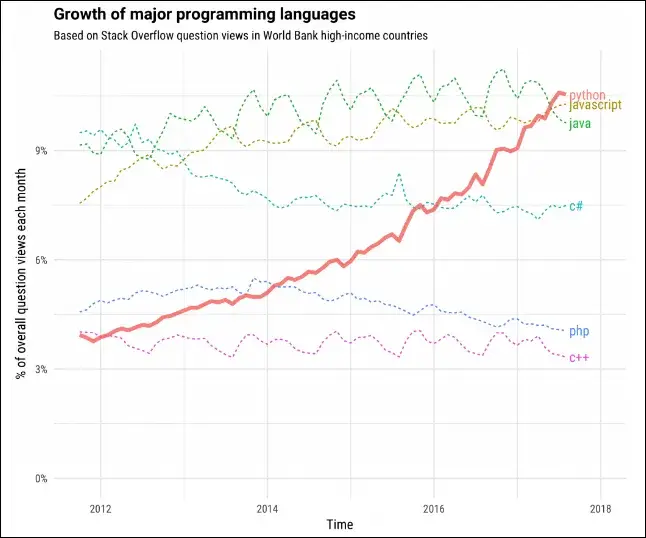 Growth of major programming languages
Based on Stack Overflow question views in World Bank high-income countries
% of overall question views each month
9%
6%
3%
0%
python
javascript
java
c#
php
c++
2012
2014
2016
2018
Time